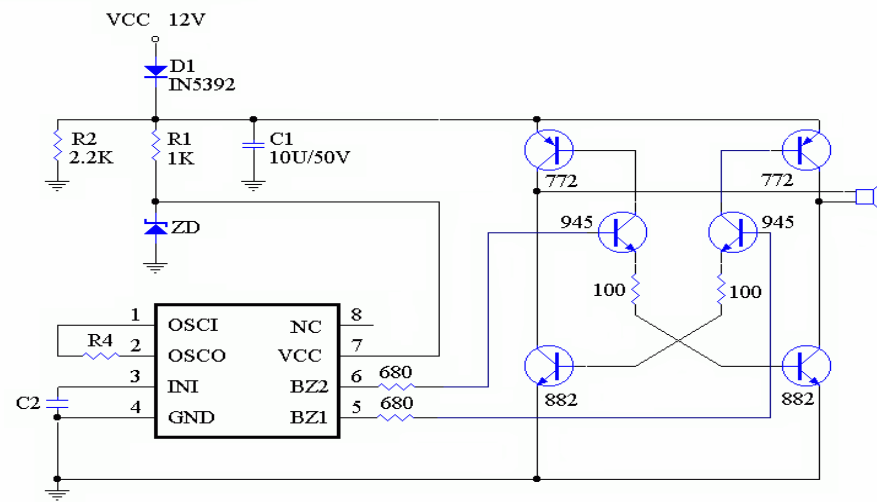 VCC 12V
D1
IN5392
R2
2.2K
R1
1K
C1
10U/50V
772
772
ZD
945
945
100
100
1
OSCI
NC
8
R4
2
OSCO
VCC
7
3
INI
BZ2
6
680
C2
4
GND
BZ1
5
680
882
882